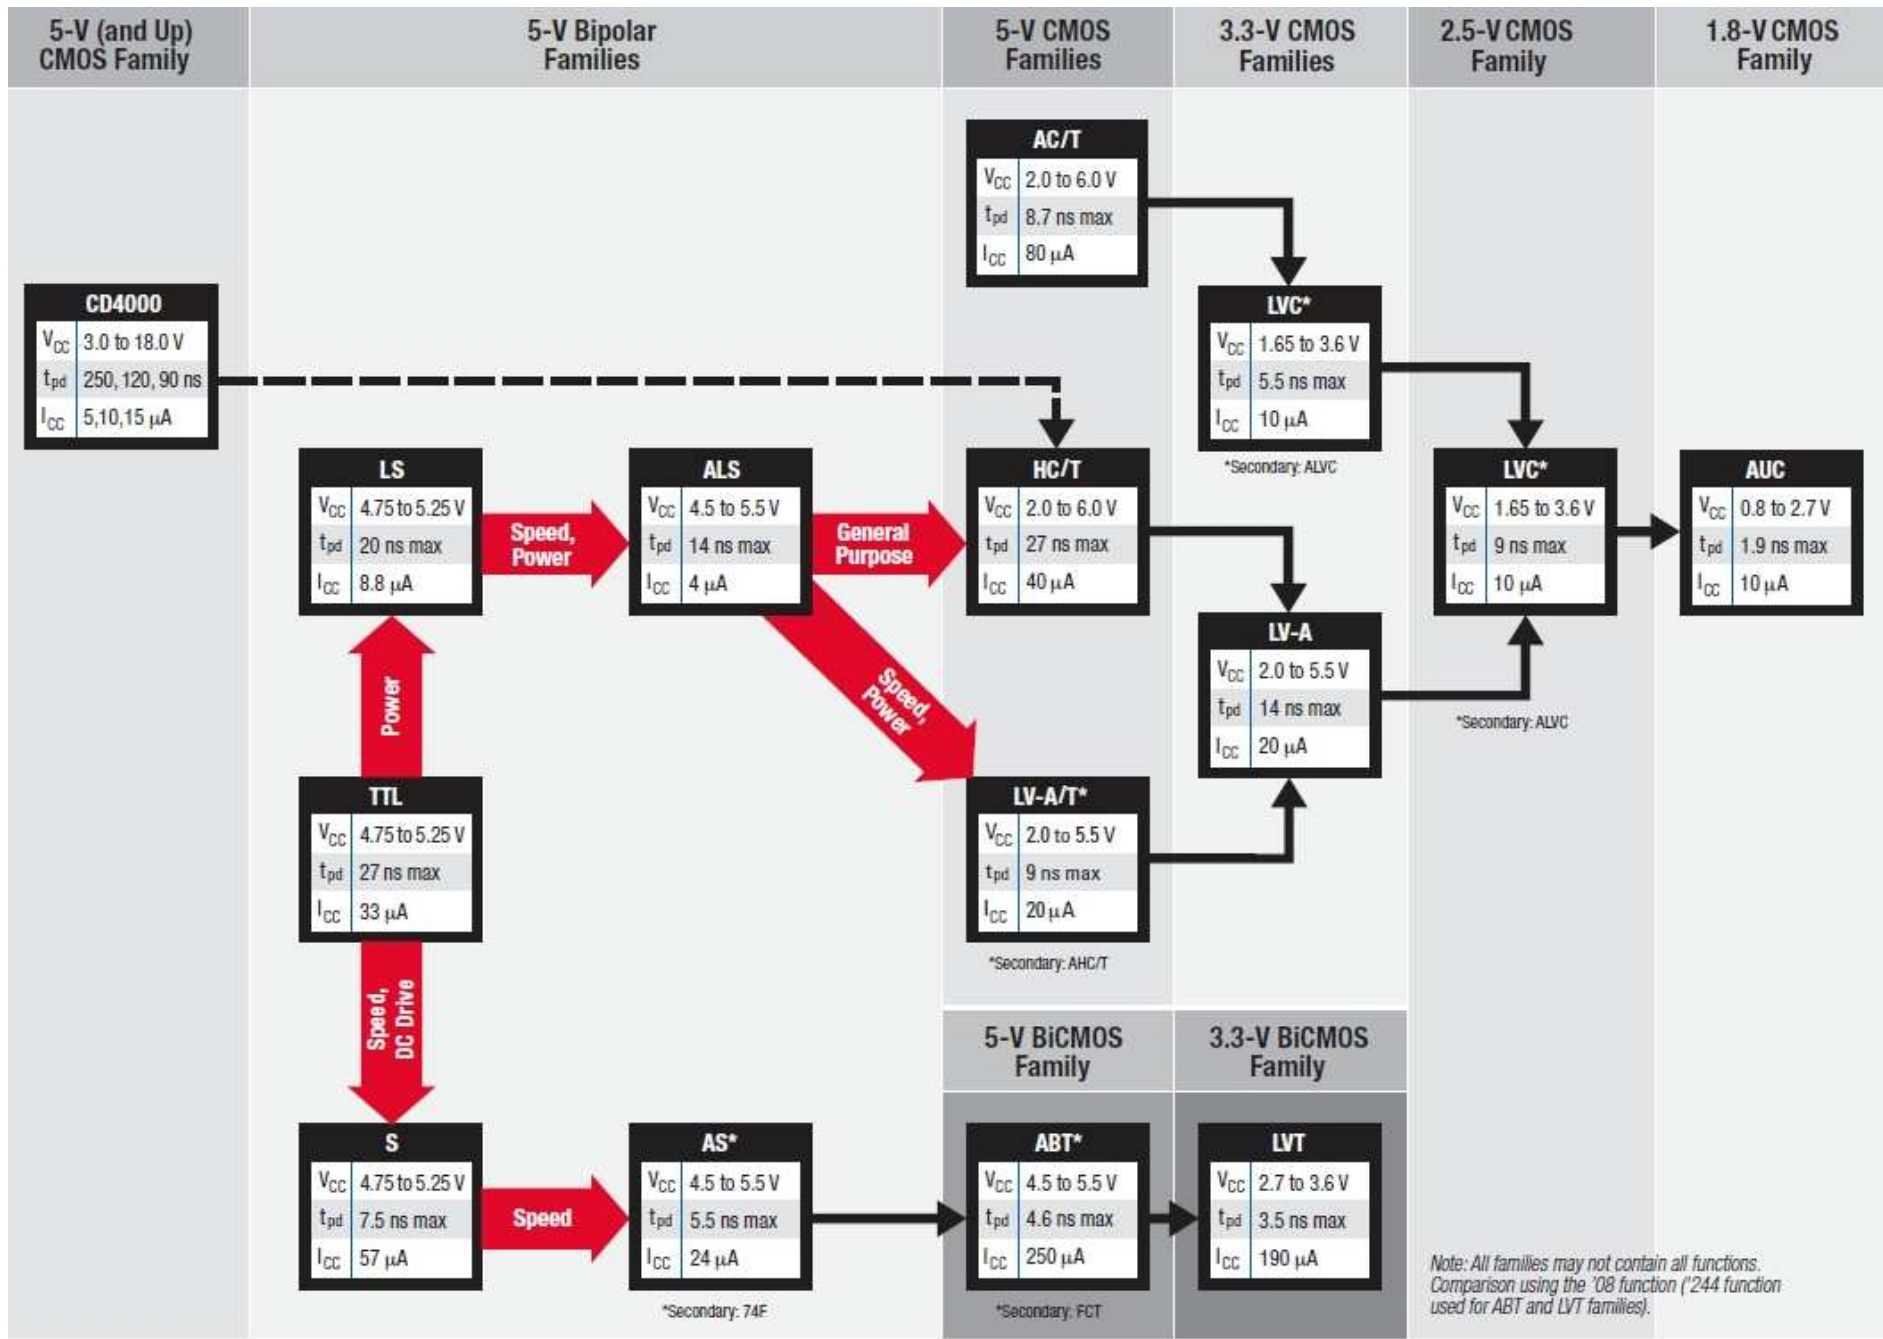 5-V (and Up)
CMOS Family
5-V Bipolar
Families
5-V CMOS
Families
3.3-V CMOS
Families
2.5-V CMOS
Family
1.8-V CMOS
Family
AC/T
VCC 2.0 to 6.0 V
tpd 8.7 ns max
ICC 80 µA
CD4000
VCC 3.0 to 18.0 V
tpd 250, 120, 90 ns
ICC 5,10,15 µA
LVC*
VCC 1.65 to 3.6 V
tpd 5.5 ns max
ICC 10 µA
*Secondary: ALVC
LS
VCC 4.75 to 5.25 V
tpd 20 ns max
ICC 8.8 µA
Speed,
Power
ALS
VCC 4.5 to 5.5 V
tpd 14 ns max
ICC 4 µA
General
Purpose
HC/T
VCC 2.0 to 6.0 V
tpd 27 ns max
ICC 40 µA
LVC*
VCC 1.65 to 3.6 V
tpd 9 ns max
ICC 10 µA
*Secondary: ALVC
AUC
VCC 0.8 to 2.7 V
tpd 1.9 ns max
ICC 10 µA
Power
Speed,
Power
LV-A
VCC 2.0 to 5.5 V
tpd 14 ns max
ICC 20 µA
TTL
VCC 4.75 to 5.25 V
tpd 27 ns max
ICC 33 µA
LV-A/T*
VCC 2.0 to 5.5 V
tpd 9 ns max
ICC 20 µA
*Secondary: AHC/T
Speed,
DC Drive
5-V BiCMOS
Family
3.3-V BiCMOS
Family
S
VCC 4.75 to 5.25 V
tpd 7.5 ns max
ICC 57 µA
Speed
AS*
VCC 4.5 to 5.5 V
tpd 5.5 ns max
ICC 24 µA
*Secondary: 74F
ABT*
VCC 4.5 to 5.5 V
tpd 4.6 ns max
ICC 250 µA
*Secondary: FCT
LVT
VCC 2.7 to 3.6 V
tpd 3.5 ns max
ICC 190 µA
Note: All families may not contain all functions.
Comparison using the '08 function ('244 function
used for ABT and LVT families).